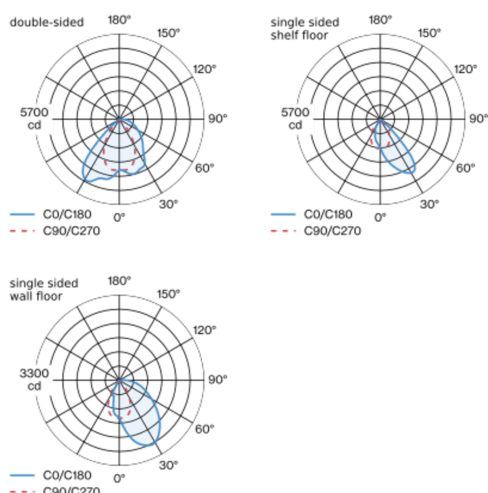 double-sided
180°
150°
120°
90°
60°
30°
0°
5700
cd
C0/C180
C90/C270
single sided
shelf floor
180°
150°
120°
90°
60°
30°
0°
5700
cd
C0/C180
C90/C270
single sided
wall floor
180°
150°
120°
90°
60°
30°
0°
3300
cd
C0/C180
C90/C270